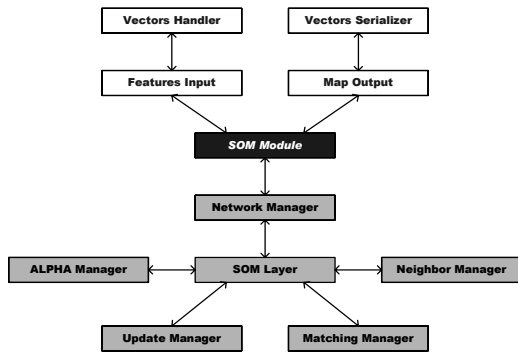 Vectors Handler
Vectors Serializer
Features Input
Map Output
SOM Module
Network Manager
ALPHA Manager
SOM Layer
Neighbor Manager
Update Manager
Matching Manager